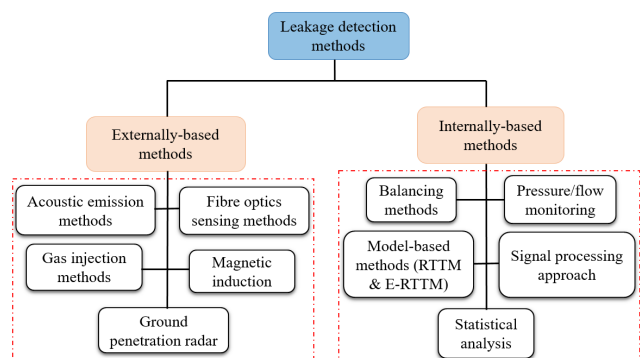 Leakage detection
methods
Externally-based
methods
Internally-based
methods
Acoustic emission
methods
Fibre optics
sensing methods
Gas injection
methods
Magnetic
induction
Ground
penetration radar
Balancing
methods
Pressure/flow
monitoring
Model-based
methods (RTTM
& E-RTTM)
Signal processing
approach
Statistical
analysis